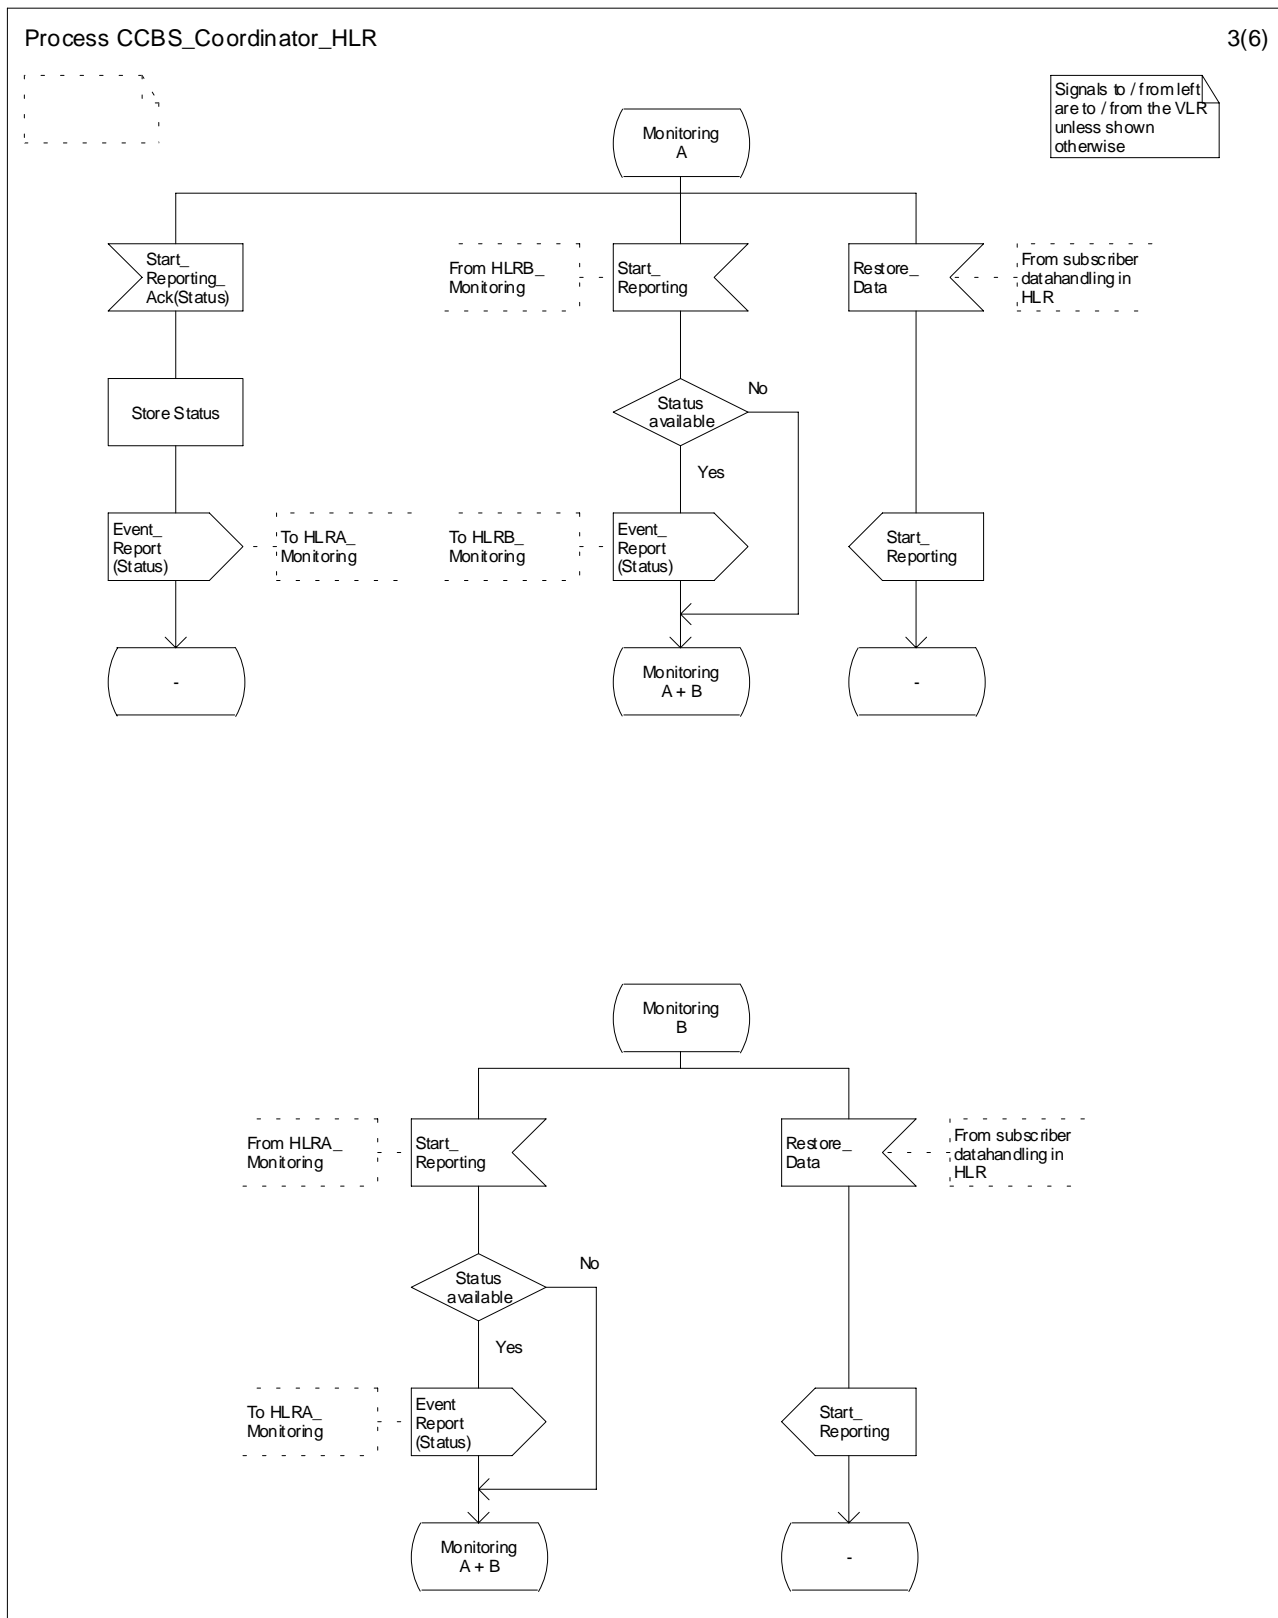 Process CCBS_Coordinator_HLR
3(6)
Signals to / from left
are to / from the VLR
unless shown
otherwise
Monitoring
A
Start_
Reporting_
Ack(Status)
From HLRB_
Monitoring
Start_
Reporting
Restore_
Data
From subscriber
datahandling in
HLR
Store Status
Status
available
No
Yes
Event_
Report
(Status)
To HLRA_
Monitoring
To HLRB_
Monitoring
Event_
Report
(Status)
Start_
Reporting
-
Monitoring
A + B
-
Monitoring
B
From HLRA_
Monitoring
Start_
Reporting
Restore_
Data
From subscriber
datahandling in
HLR
Status
available
No
Yes
To HLRA_
Monitoring
Event
Report
(Status)
Start_
Reporting
Monitoring
A + B
-